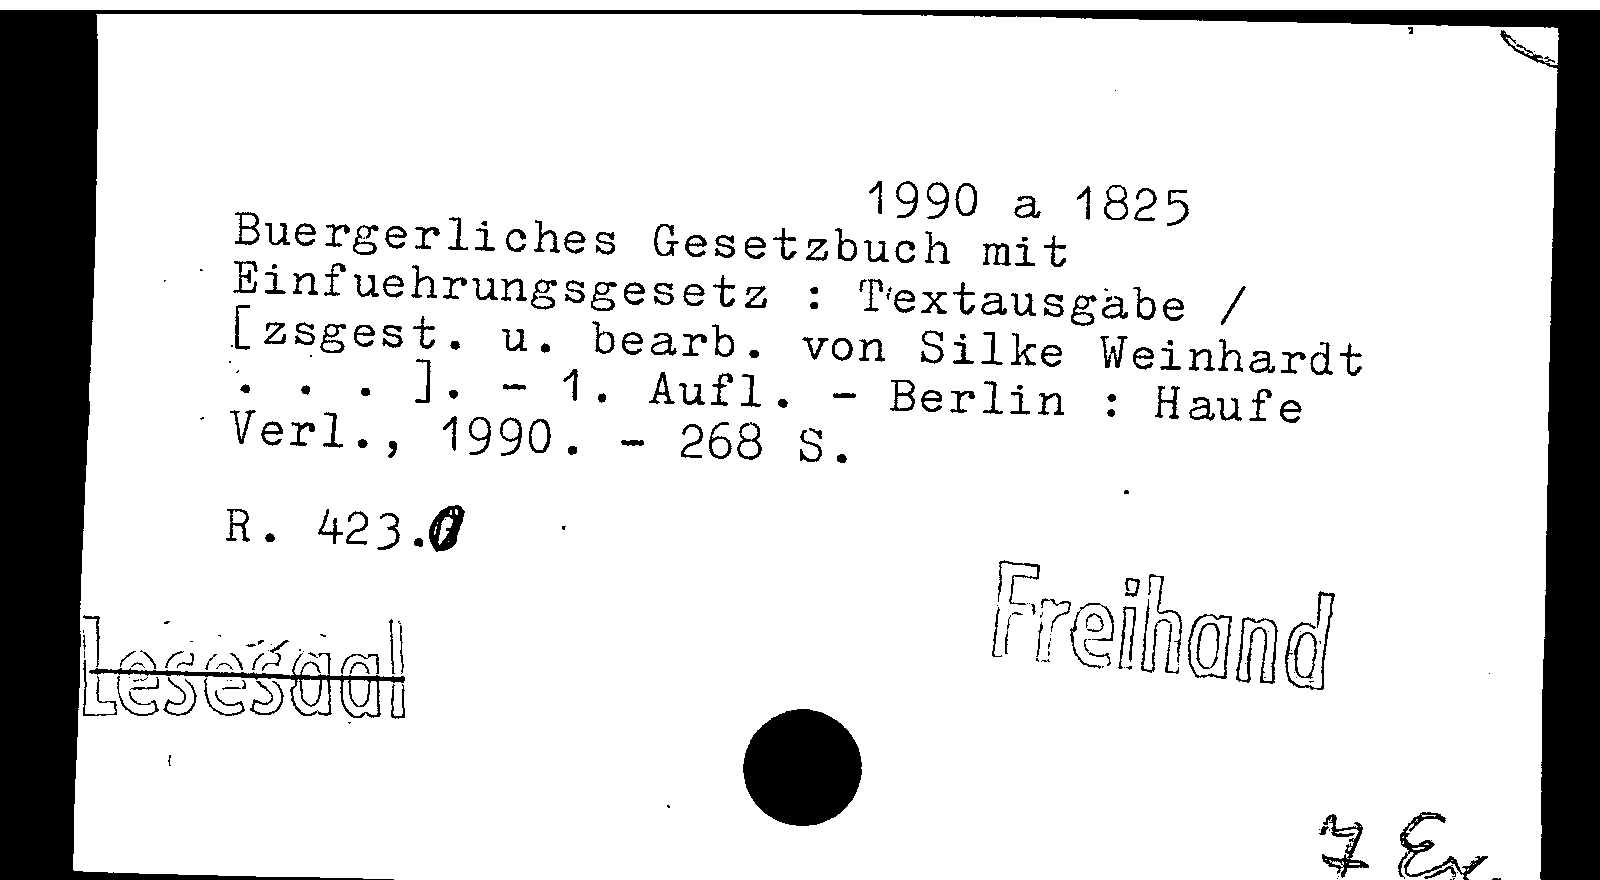 1990 a 1825
Buergerliches Gesetzbuch mit
Einfuehrungsgesetz : Textausgabe /
[zsgest. u. bearb. von Silke Weinhardt
. . . ]. - 1. Aufl. - Berlin : Haufe
Verl., 1990. - 268 S.
R. 423.0
Freihand
Lesesaal
7 Ex.